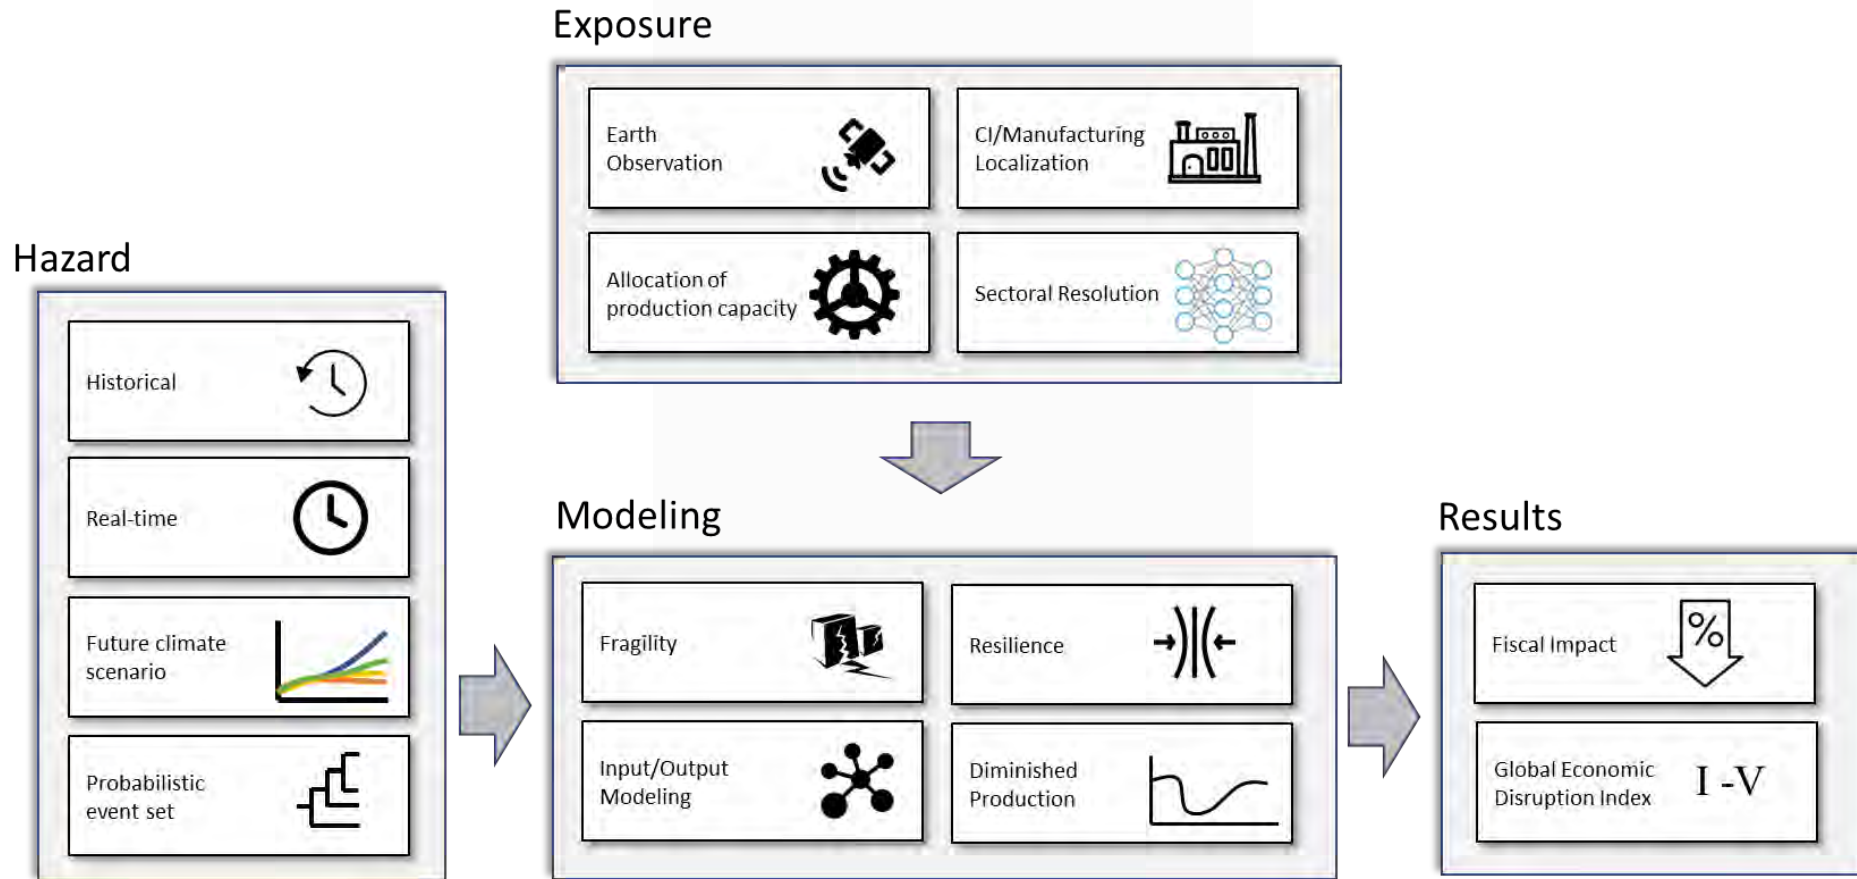 Exposure
Earth
Observation
CI/Manufacturing
Localization
Allocation of
production capacity
Sectoral Resolution
Hazard
Historical
Real-time
Future climate
scenario
Probabilistic
event set
Modeling
Fragility
Resilience
Input/Output
Modeling
Diminished
Production
Results
Fiscal Impact
%
Global Economic
Disruption Index
I -V